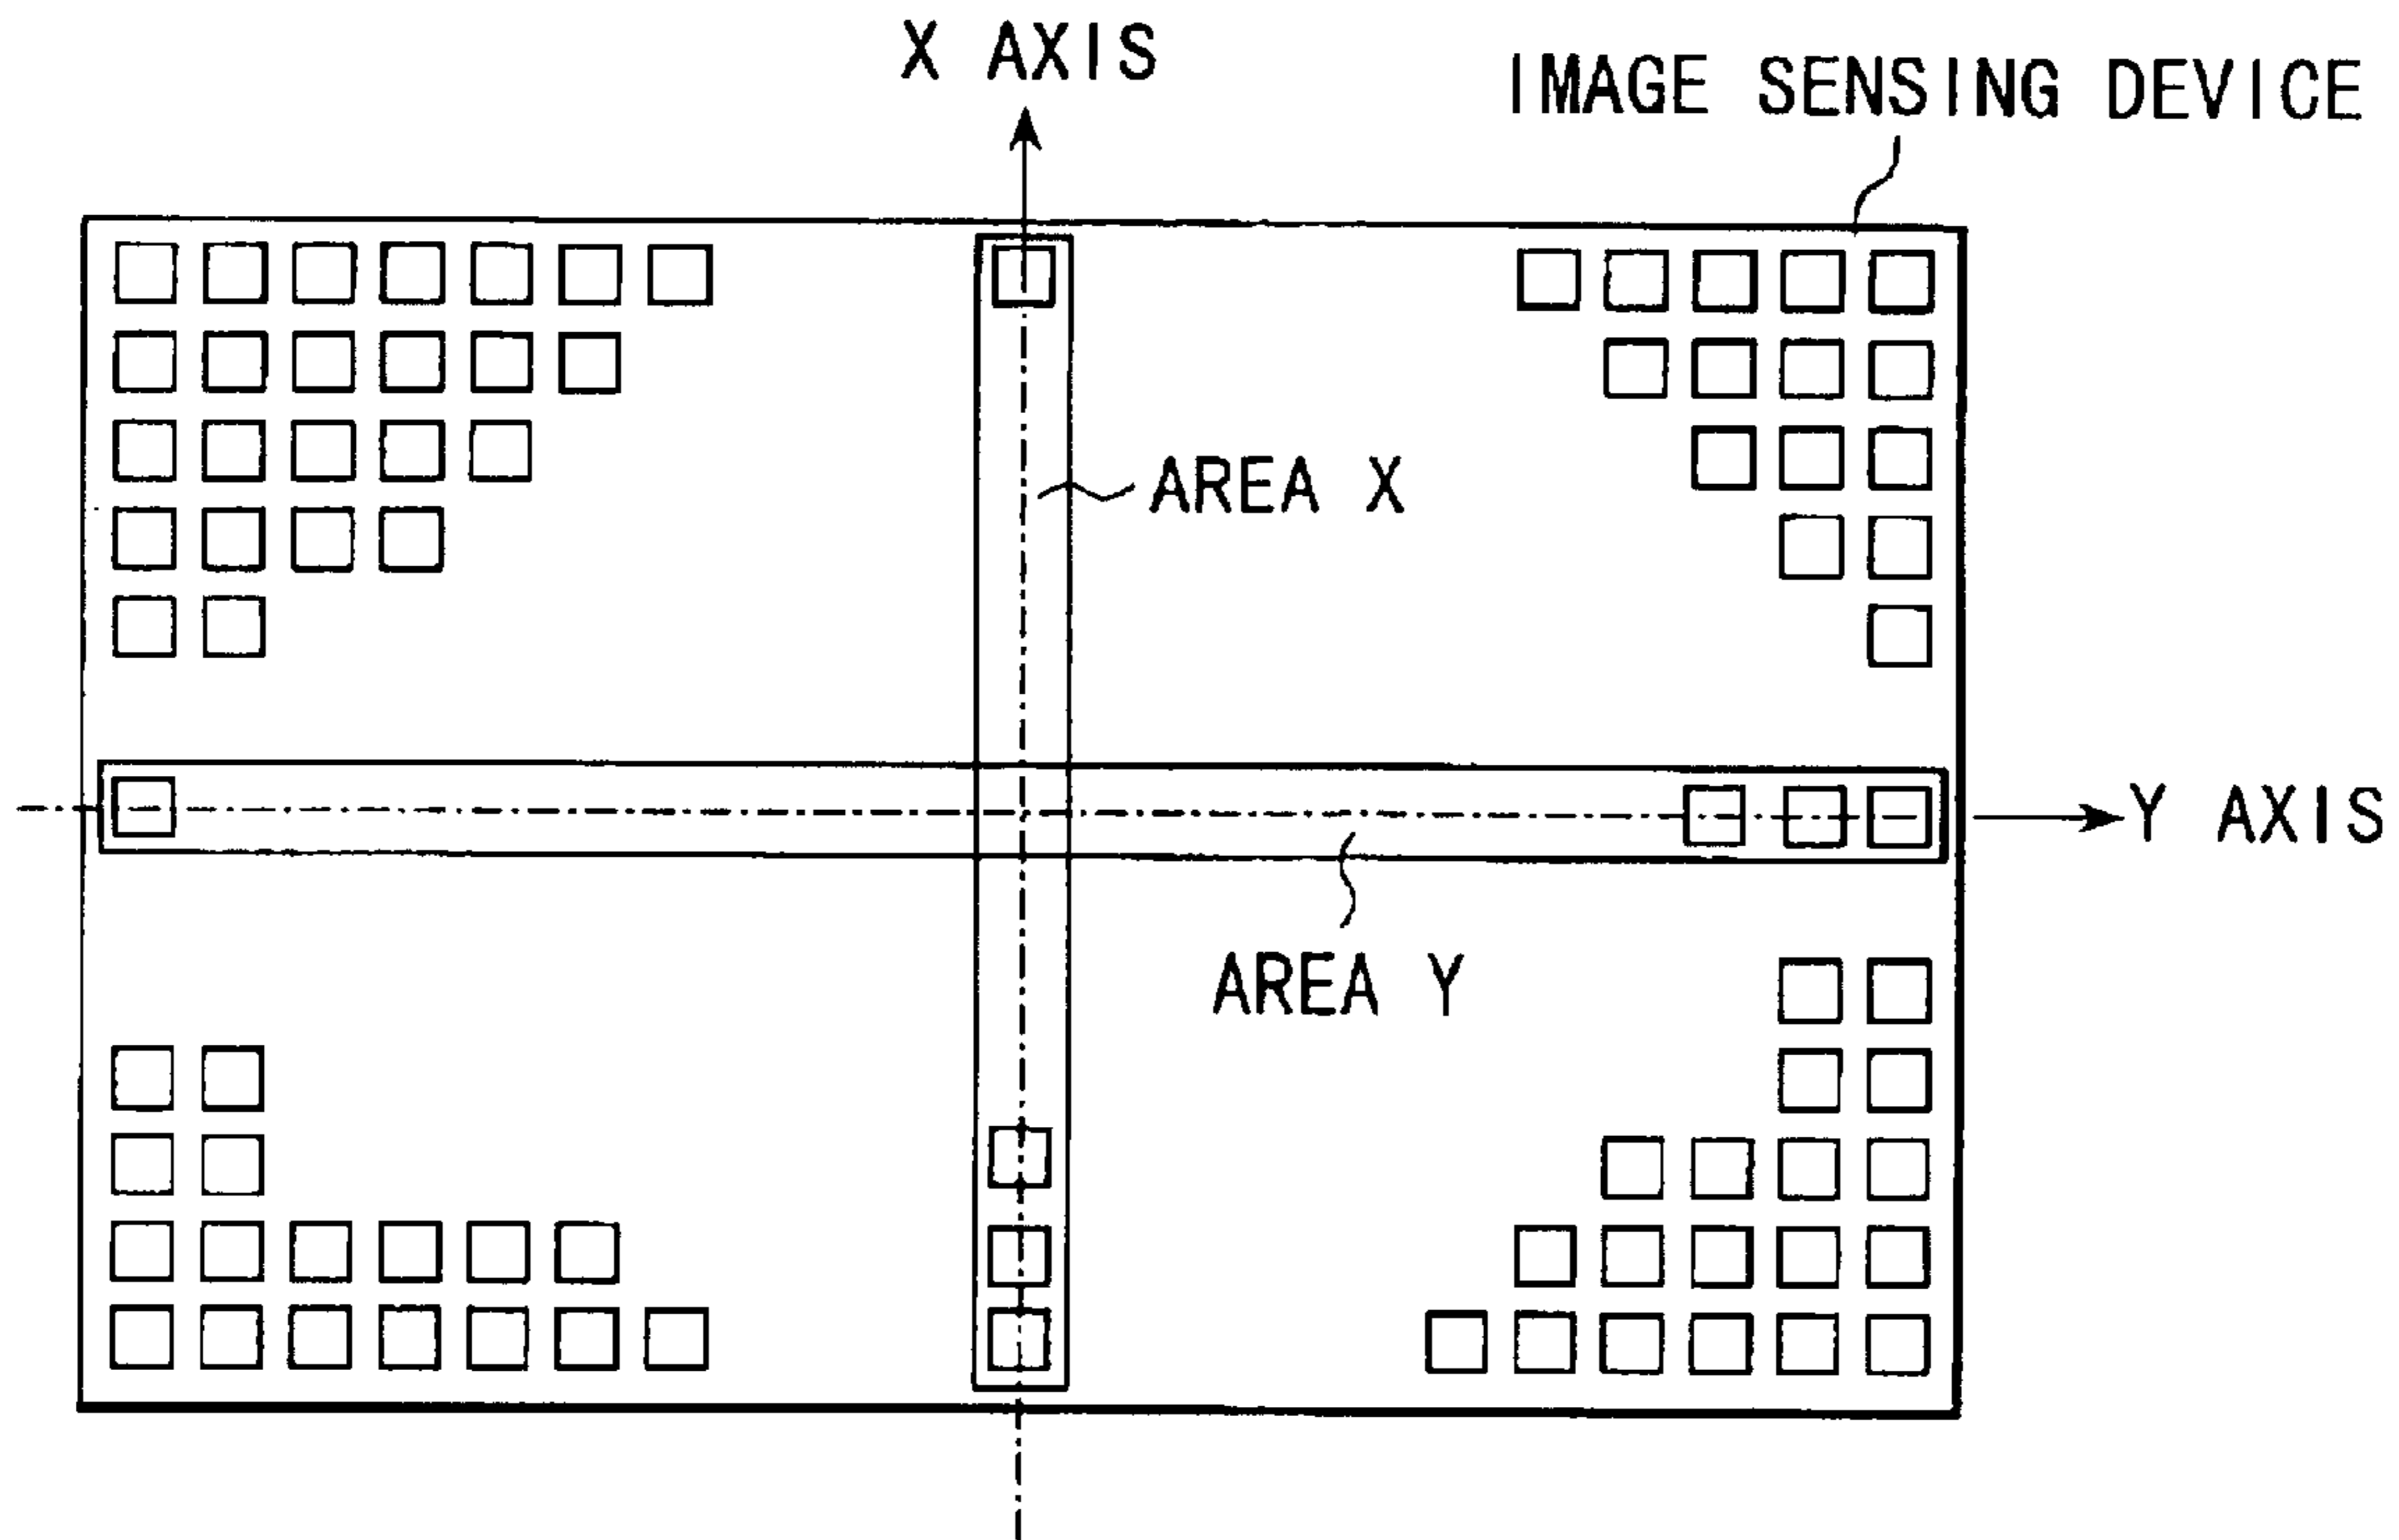 X AXIS
IMAGE SENSING DEVICE
AREA X
Y AXIS
AREA Y